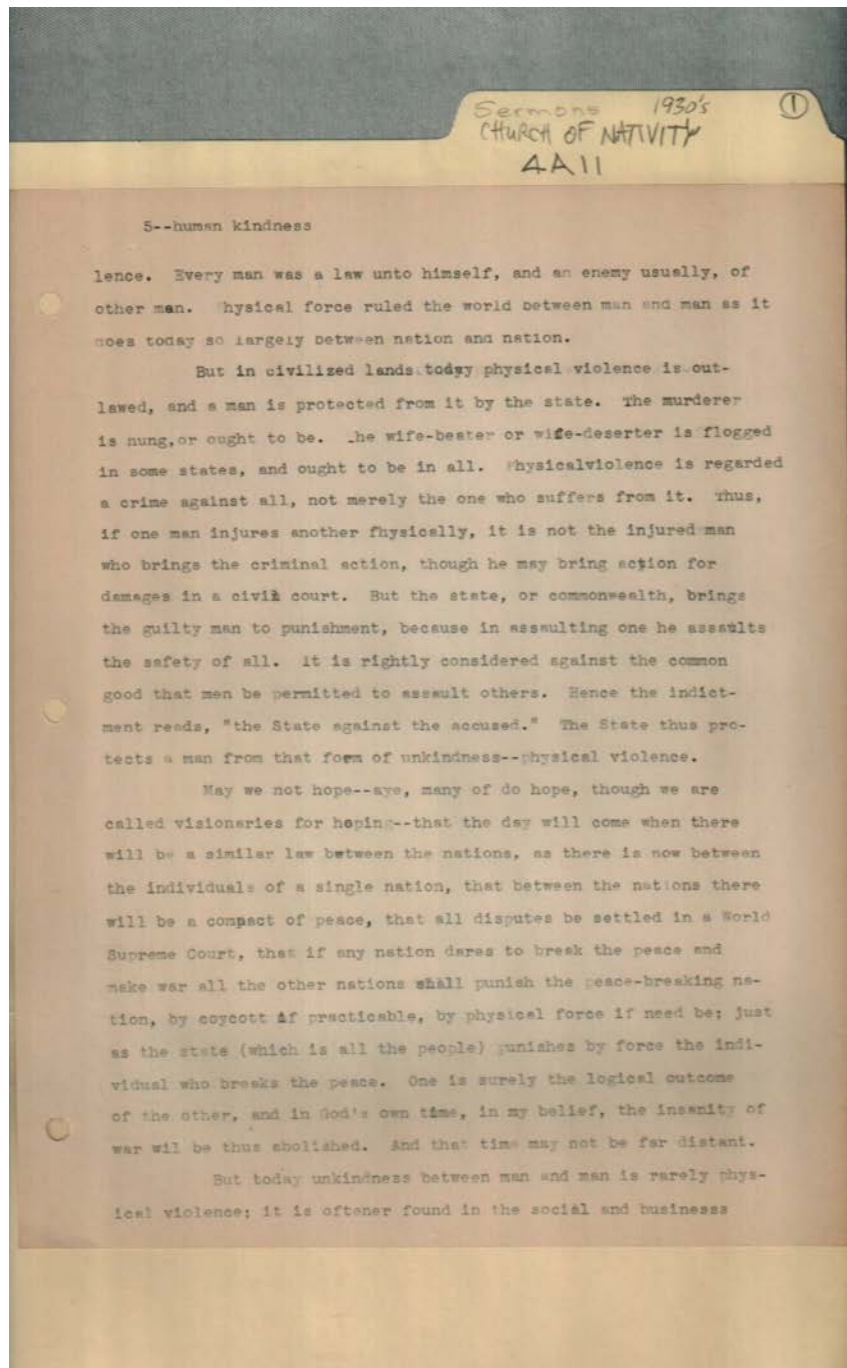 Sermons 1930's 1
CHURCH OF NATIVITY
4A11
5--human kindness
lence. Every man was a law unto himself, and an enemy usually, of
other man. Physical force ruled the world between man and man as it
does today so largely between nation and nation.
But in civilized lands today physical violence is out-
lawed, and a man is protected from it by the state. The murderer
is hung,or ought to be. The wife-beater or wife-deserter is flogged
in some states, and ought to be in all. Physicalviolence is regarded
a crime against all, not merely the one who suffers from it. Thus,
if one man injures another fhysically, it is not the injured man
who brings the criminal action, though he may bring action for
damages in a civil court. But the state, or commonwealth, brings
the guilty man to punishment, because in assaulting one he assaults
the safety of all. It is rightly considered against the common
good that men be permitted to assault others. Hence the indict-
ment reads, "the State against the accused." The State thus pro-
tects a man from that form of unkindness--physical violence.
May we not hope--aye, many of do hope, though we are
called visionaries for hoping--that the day will come when there
will be a similar law between the nations, as there is now between
the individuals of a single nation, that between the nations there
will be a compact of peace, that all disputes be settled in a World
Supreme Court, that if any nation dares to break the peace and
make war all the other nations shall punish the peace-breaking na-
tion, by boycott if practicable, by physical force if need be; just
as the state (which is all the people) punishes by force the indi-
vidual who breaks the peace. One is surely the logical outcome
of the other, and in God's own time, in my belief, the insanity of
war wil be thus abolished. And that time may not be far distant.
But today unkindness between man and man is rarely phys-
ical violence; it is oftener found in the social and businesss